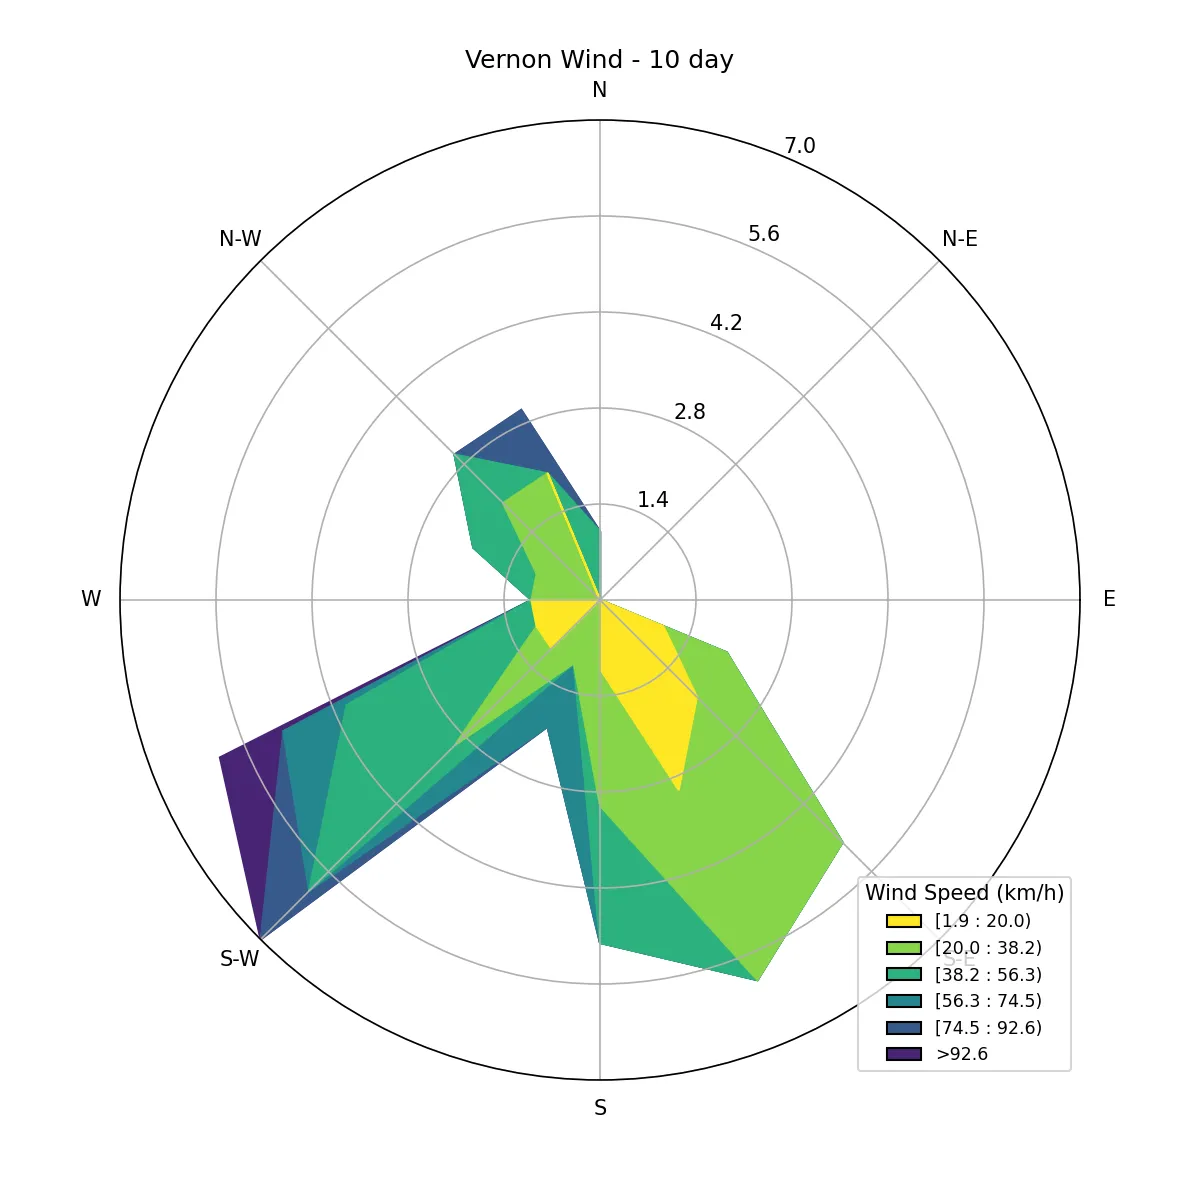 Vernon Wind - 10 day
N
7.0
N-W
5.6
N-E
4.2
2.8
1.4
W
E
S-W
S-E
S
Wind Speed (km/h)
[1.9 : 20.0)
[20.0 : 38.2)
[38.2 : 56.3)
[56.3 : 74.5)
[74.5 : 92.6)
>92.6